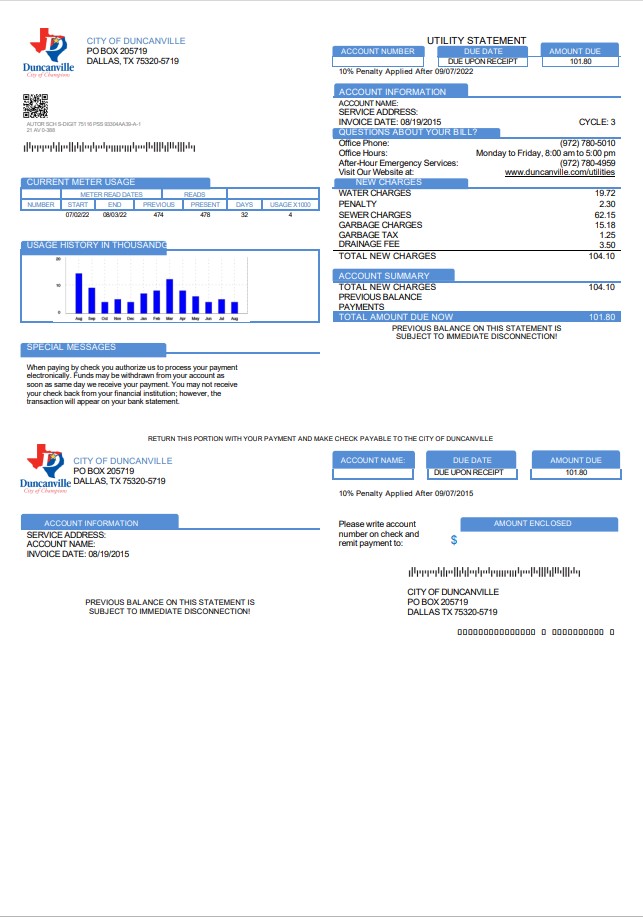 Duncanville
City of Champions
CITY OF DUNCANVILLE
PO BOX 205719
DALLAS, TX 75320-5719
UTILITY STATEMENT
ACCOUNT NUMBER
DUE DATE
AMOUNT DUE
DUE UPON RECEIPT
101.80
10% Penalty Applied After 09/07/2022
21 AV 0-366
ACCOUNT INFORMATION
ACCOUNT NAME:
SERVICE ADDRESS:
INVOICE DATE: 08/19/2015 CYCLE: 3
QUESTIONS ABOUT YOUR BILL?
Office Phone: (972) 780-5010
Office Hours: Monday to Friday, 8:00 am to 5:00 pm
After-Hour Emergency Services: (972) 780-4959
Visit Our Website at: www.duncanville.com/utilities
CURRENT METER USAGE
METER READ DATES READS
NUMBER START END PREVIOUS PRESENT DAYS USAGE X1000
07/02/22 08/03/22 474 478 32 4
NEW CHARGES
WATER CHARGES 19.72
PENALTY 2.30
SEWER CHARGES 62.15
GARBAGE CHARGES 15.18
GARBAGE TAX 1.25
DRAINAGE FEE 3.50
TOTAL NEW CHARGES 104.10
USAGE HISTORY IN THOUSANDG
20
10
0
Aug Sep Oct Nov Dec Jan Feb Mar Apr May Jun Jul Aug
ACCOUNT SUMMARY
TOTAL NEW CHARGES 104.10
PREVIOUS BALANCE
PAYMENTS
TOTAL AMOUNT DUE NOW 101.80
PREVIOUS BALANCE ON THIS STATEMENT IS
SUBJECT TO IMMEDIATE DISCONNECTION!
SPECIAL MESSAGES
When paying by check you authorize us to process your payment
electronically. Funds may be withdrawn from your account as
soon as same day we receive your payment. You may not receive
your check back from your financial institution; however, the
transaction will appear on your bank statement.
RETURN THIS PORTION WITH YOUR PAYMENT AND MAKE CHECK PAYABLE TO THE CITY OF DUNCANVILLE
Duncanville
City of Champions
CITY OF DUNCANVILLE
PO BOX 205719
DALLAS, TX 75320-5719
ACCOUNT NAME:
DUE DATE
AMOUNT DUE
DUE UPON RECEIPT
101.80
10% Penalty Applied After 09/07/2015
ACCOUNT INFORMATION
SERVICE ADDRESS:
ACCOUNT NAME:
INVOICE DATE: 08/19/2015
Please write account
number on check and
remit payment to:
AMOUNT ENCLOSED
$
PREVIOUS BALANCE ON THIS STATEMENT IS
SUBJECT TO IMMEDIATE DISCONNECTION!
CITY OF DUNCANVILLE
PO BOX 205719
DALLAS TX 75320-5719